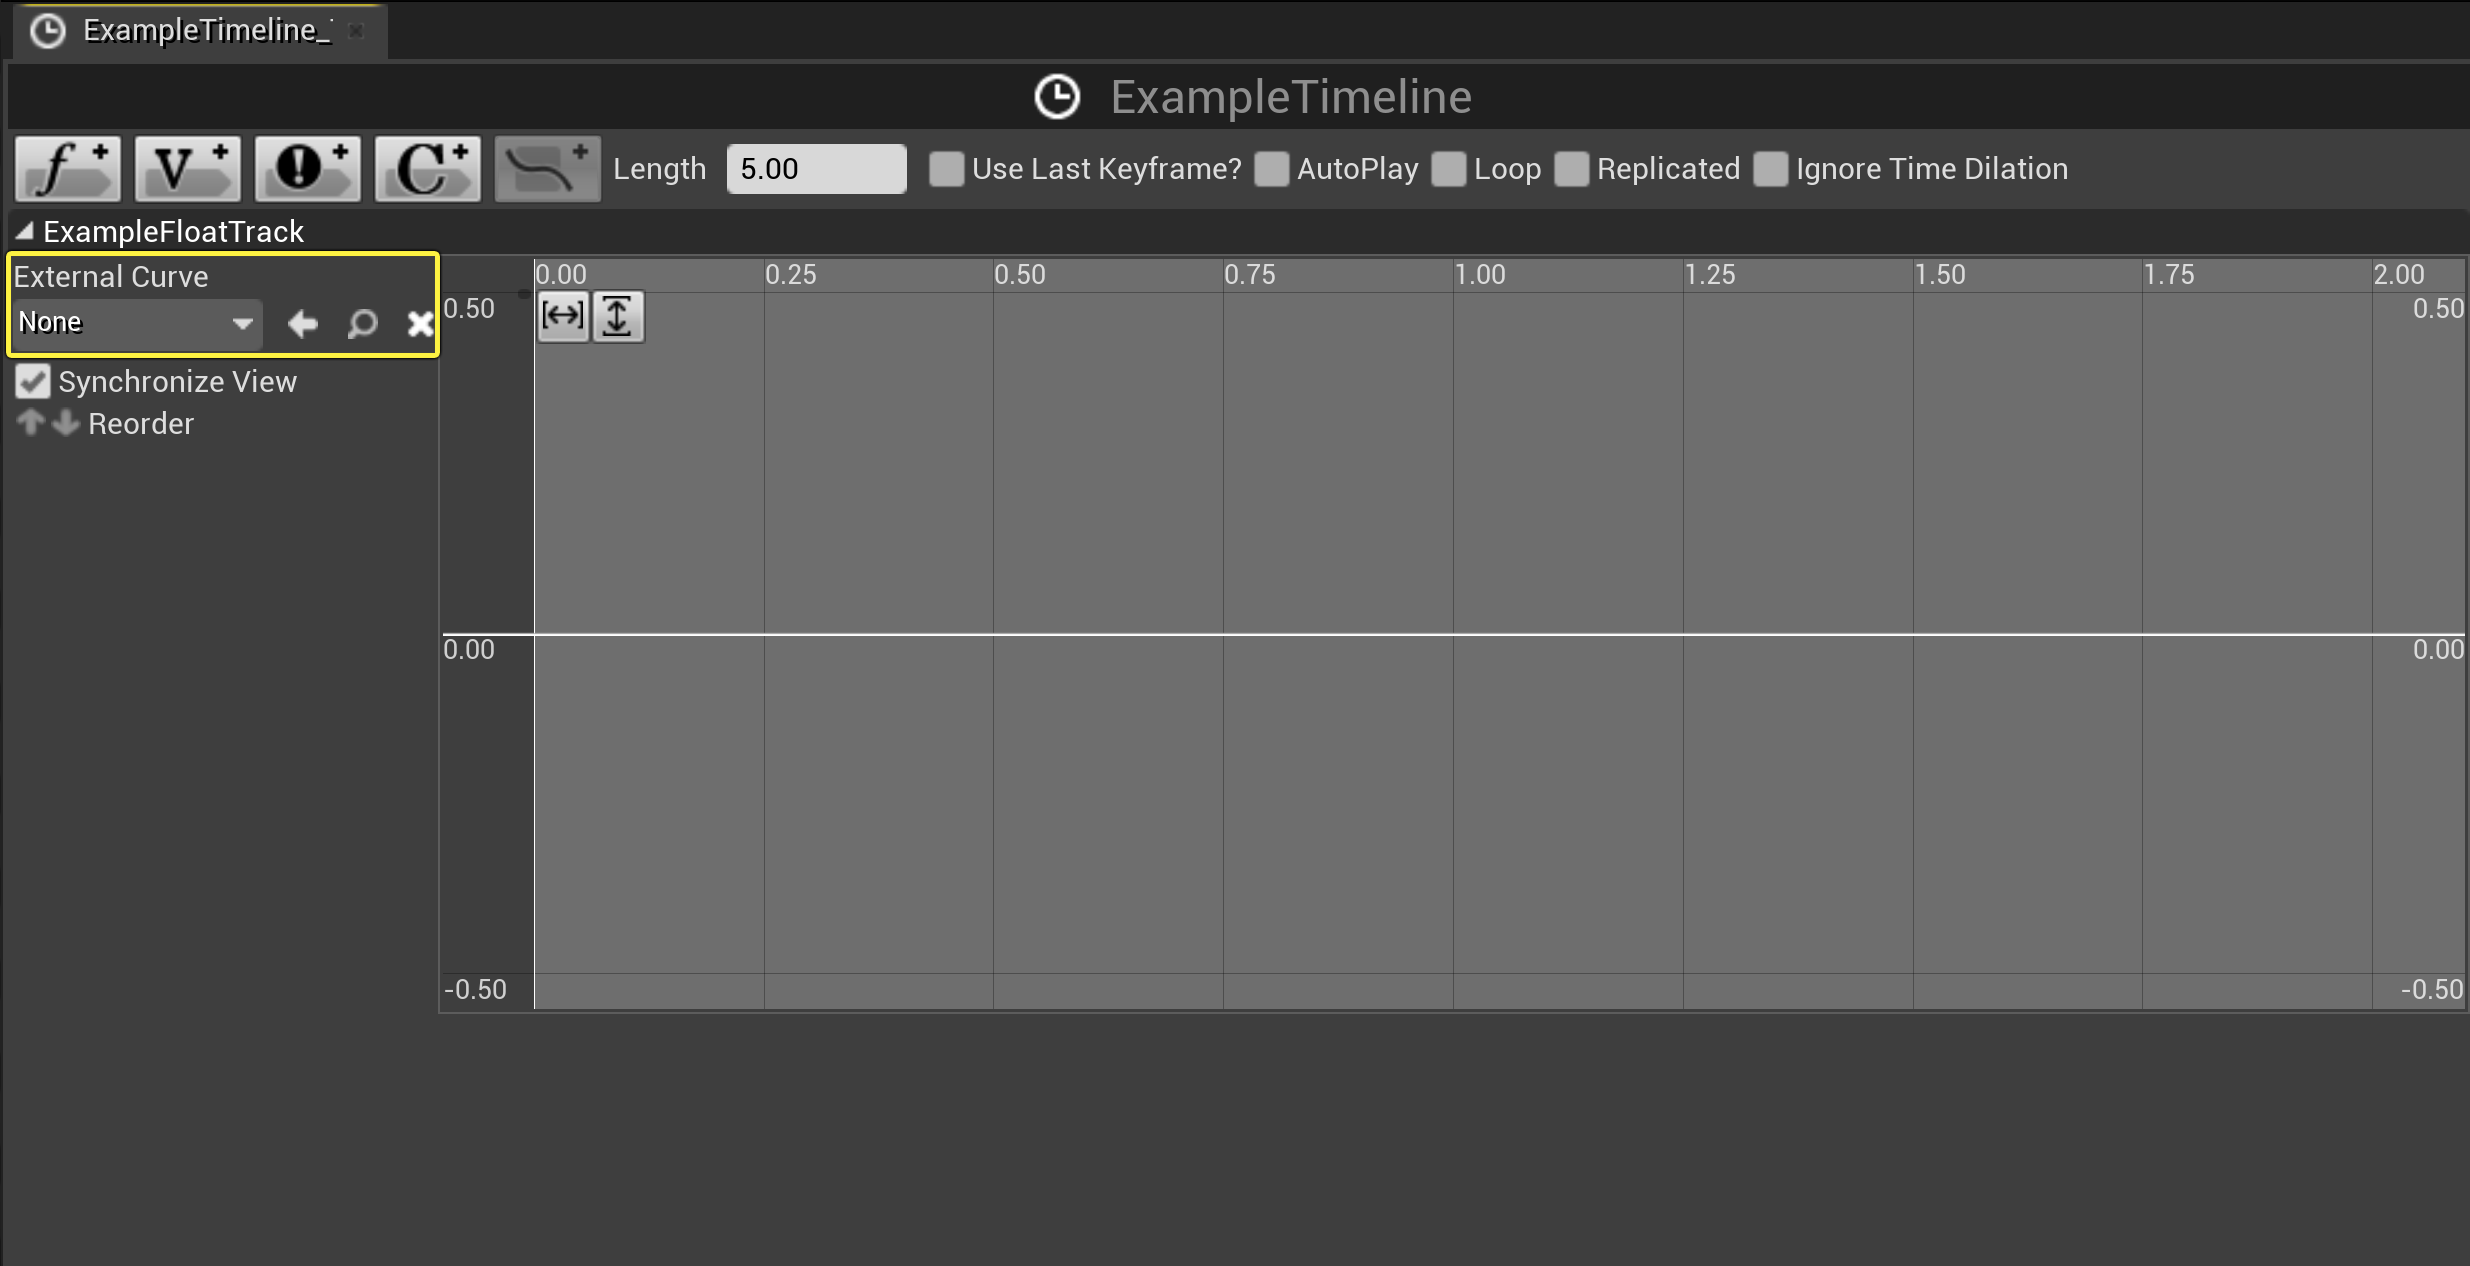 ExampleTimeline_
ExampleTimeline
Length 5.00 Use Last Keyframe? AutoPlay Loop Replicated Ignore Time Dilation
ExampleFloatTrack
External Curve
None
Synchronize View
Reorder
0.00 0.25 0.50 0.75 1.00 1.25 1.50 1.75 2.00
0.50 0.50
0.00 0.00
-0.50 -0.50